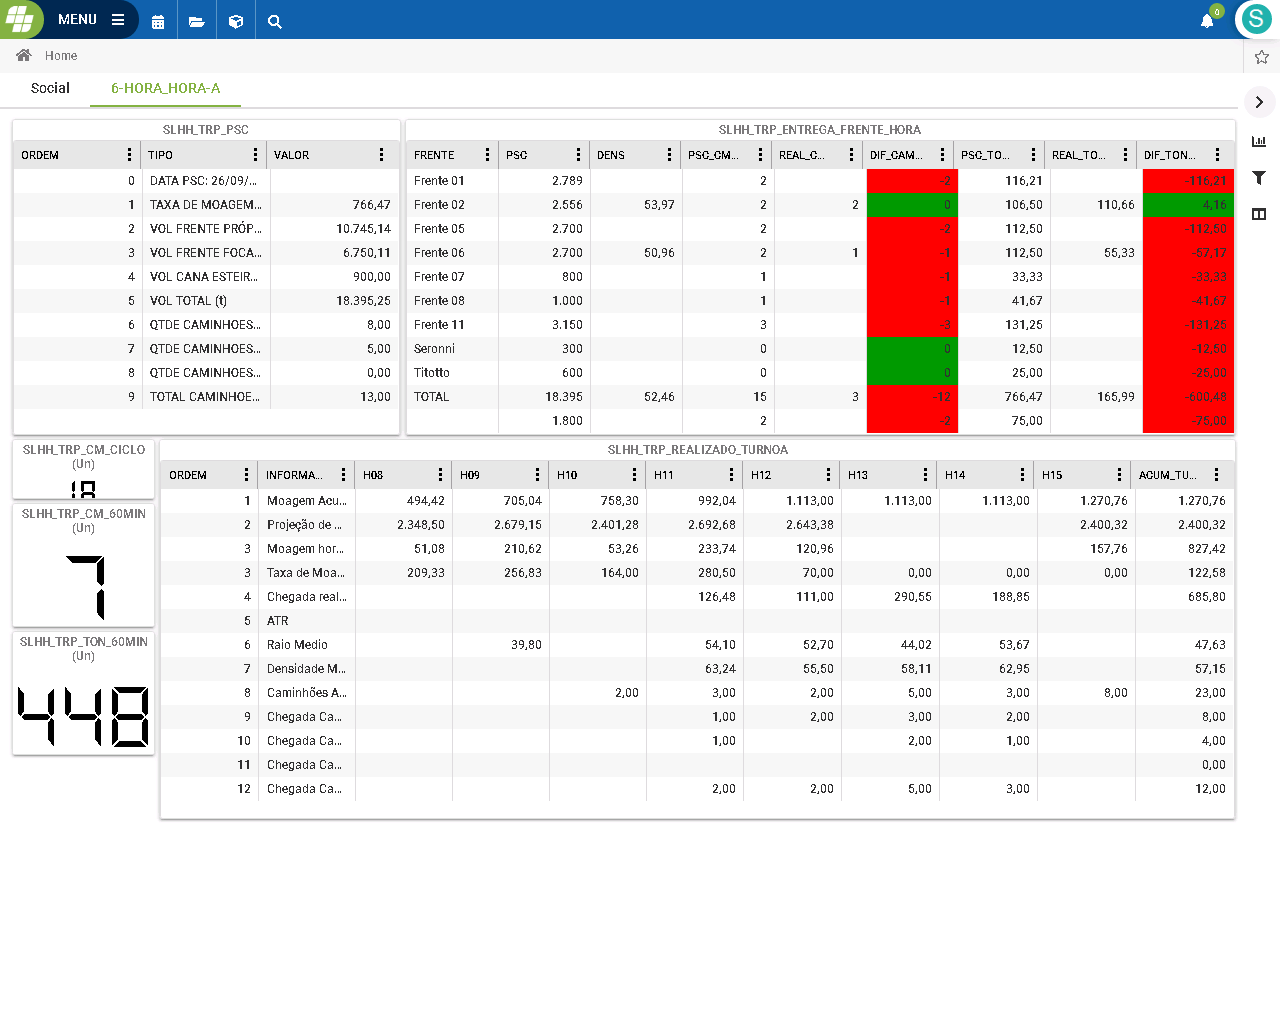 MENU
0
S
Home
Social 6-HORA_HORA-A
SLHH_TRP_PSC
ORDEM TIPO VALOR
0 DATA PSC: 26/09/...
1 TAXA DE MOAGEM... 766,47
2 VOL FRENTE PRÓP... 10.745,14
3 VOL FRENTE FOCA... 6.750,11
4 VOL CANA ESTEIR... 900,00
5 VOL TOTAL (t) 18.395,25
6 QTDE CAMINHOES... 8,00
7 QTDE CAMINHOES... 5,00
8 QTDE CAMINHOES... 0,00
9 TOTAL CAMINHOE... 13,00
SLHH_TRP_ENTREGA_FRENTE_HORA
FRENTE PSC DENS PSC_CM... REAL_C... DIF_CAM... PSC_TO... REAL_TO... DIF_TON...
Frente 01 2.789 2 -2 116,21 -116,21
Frente 02 2.556 53,97 2 2 0 106,50 110,66 4,16
Frente 05 2.700 2 -2 112,50 -112,50
Frente 06 2.700 50,96 2 1 -1 112,50 55,33 -57,17
Frente 07 800 1 -1 33,33 -33,33
Frente 08 1.000 1 -1 41,67 -41,67
Frente 11 3.150 3 -3 131,25 -131,25
Seronni 300 0 0 12,50 -12,50
Titotto 600 0 0 25,00 -25,00
TOTAL 18.395 52,46 15 3 -12 766,47 165,99 -600,48
1.800 2 -2 75,00 -75,00
SLHH_TRP_CM_CICLO
(Un)
18
SLHH_TRP_CM_60MIN
(Un)
7
SLHH_TRP_TON_60MIN
(Un)
448
SLHH_TRP_REALIZADO_TURNOA
ORDEM INFORMA... H08 H09 H10 H11 H12 H13 H14 H15 ACUM_TU...
1 Moagem Acu... 494,42 705,04 758,30 992,04 1.113,00 1.113,00 1.113,00 1.270,76 1.270,76
2 Projeção de ... 2.348,50 2.679,15 2.401,28 2.692,68 2.643,38 2.400,32 2.400,32
3 Moagem hor... 51,08 210,62 53,26 233,74 120,96 157,76 827,42
3 Taxa de Moa... 209,33 256,83 164,00 280,50 70,00 0,00 0,00 0,00 122,58
4 Chegada real... 126,48 111,00 290,55 188,85 685,80
5 ATR
6 Raio Medio 39,80 54,10 52,70 44,02 53,67 47,63
7 Densidade M... 63,24 55,50 58,11 62,95 57,15
8 Caminhões A... 2,00 3,00 2,00 5,00 3,00 8,00 23,00
9 Chegada Ca... 1,00 2,00 3,00 2,00 8,00
10 Chegada Ca... 1,00 2,00 1,00 4,00
11 Chegada Ca... 0,00
12 Chegada Ca... 2,00 2,00 5,00 3,00 12,00